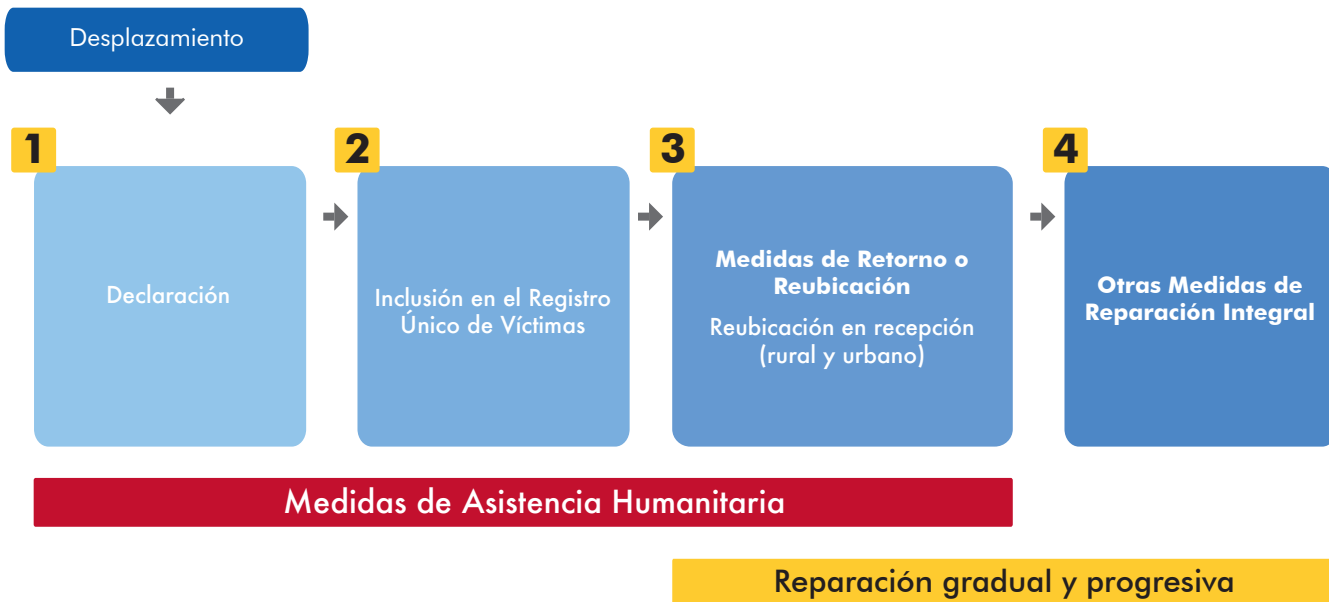 Desplazamiento
1
Declaración
2
Inclusión en el Registro
Único de Víctimas
3
Medidas de Retorno o
Reubicación
Reubicación en recepción
(rural y urbano)
4
Otras Medidas de
Reparación Integral
Medidas de Asistencia Humanitaria
Reparación gradual y progresiva